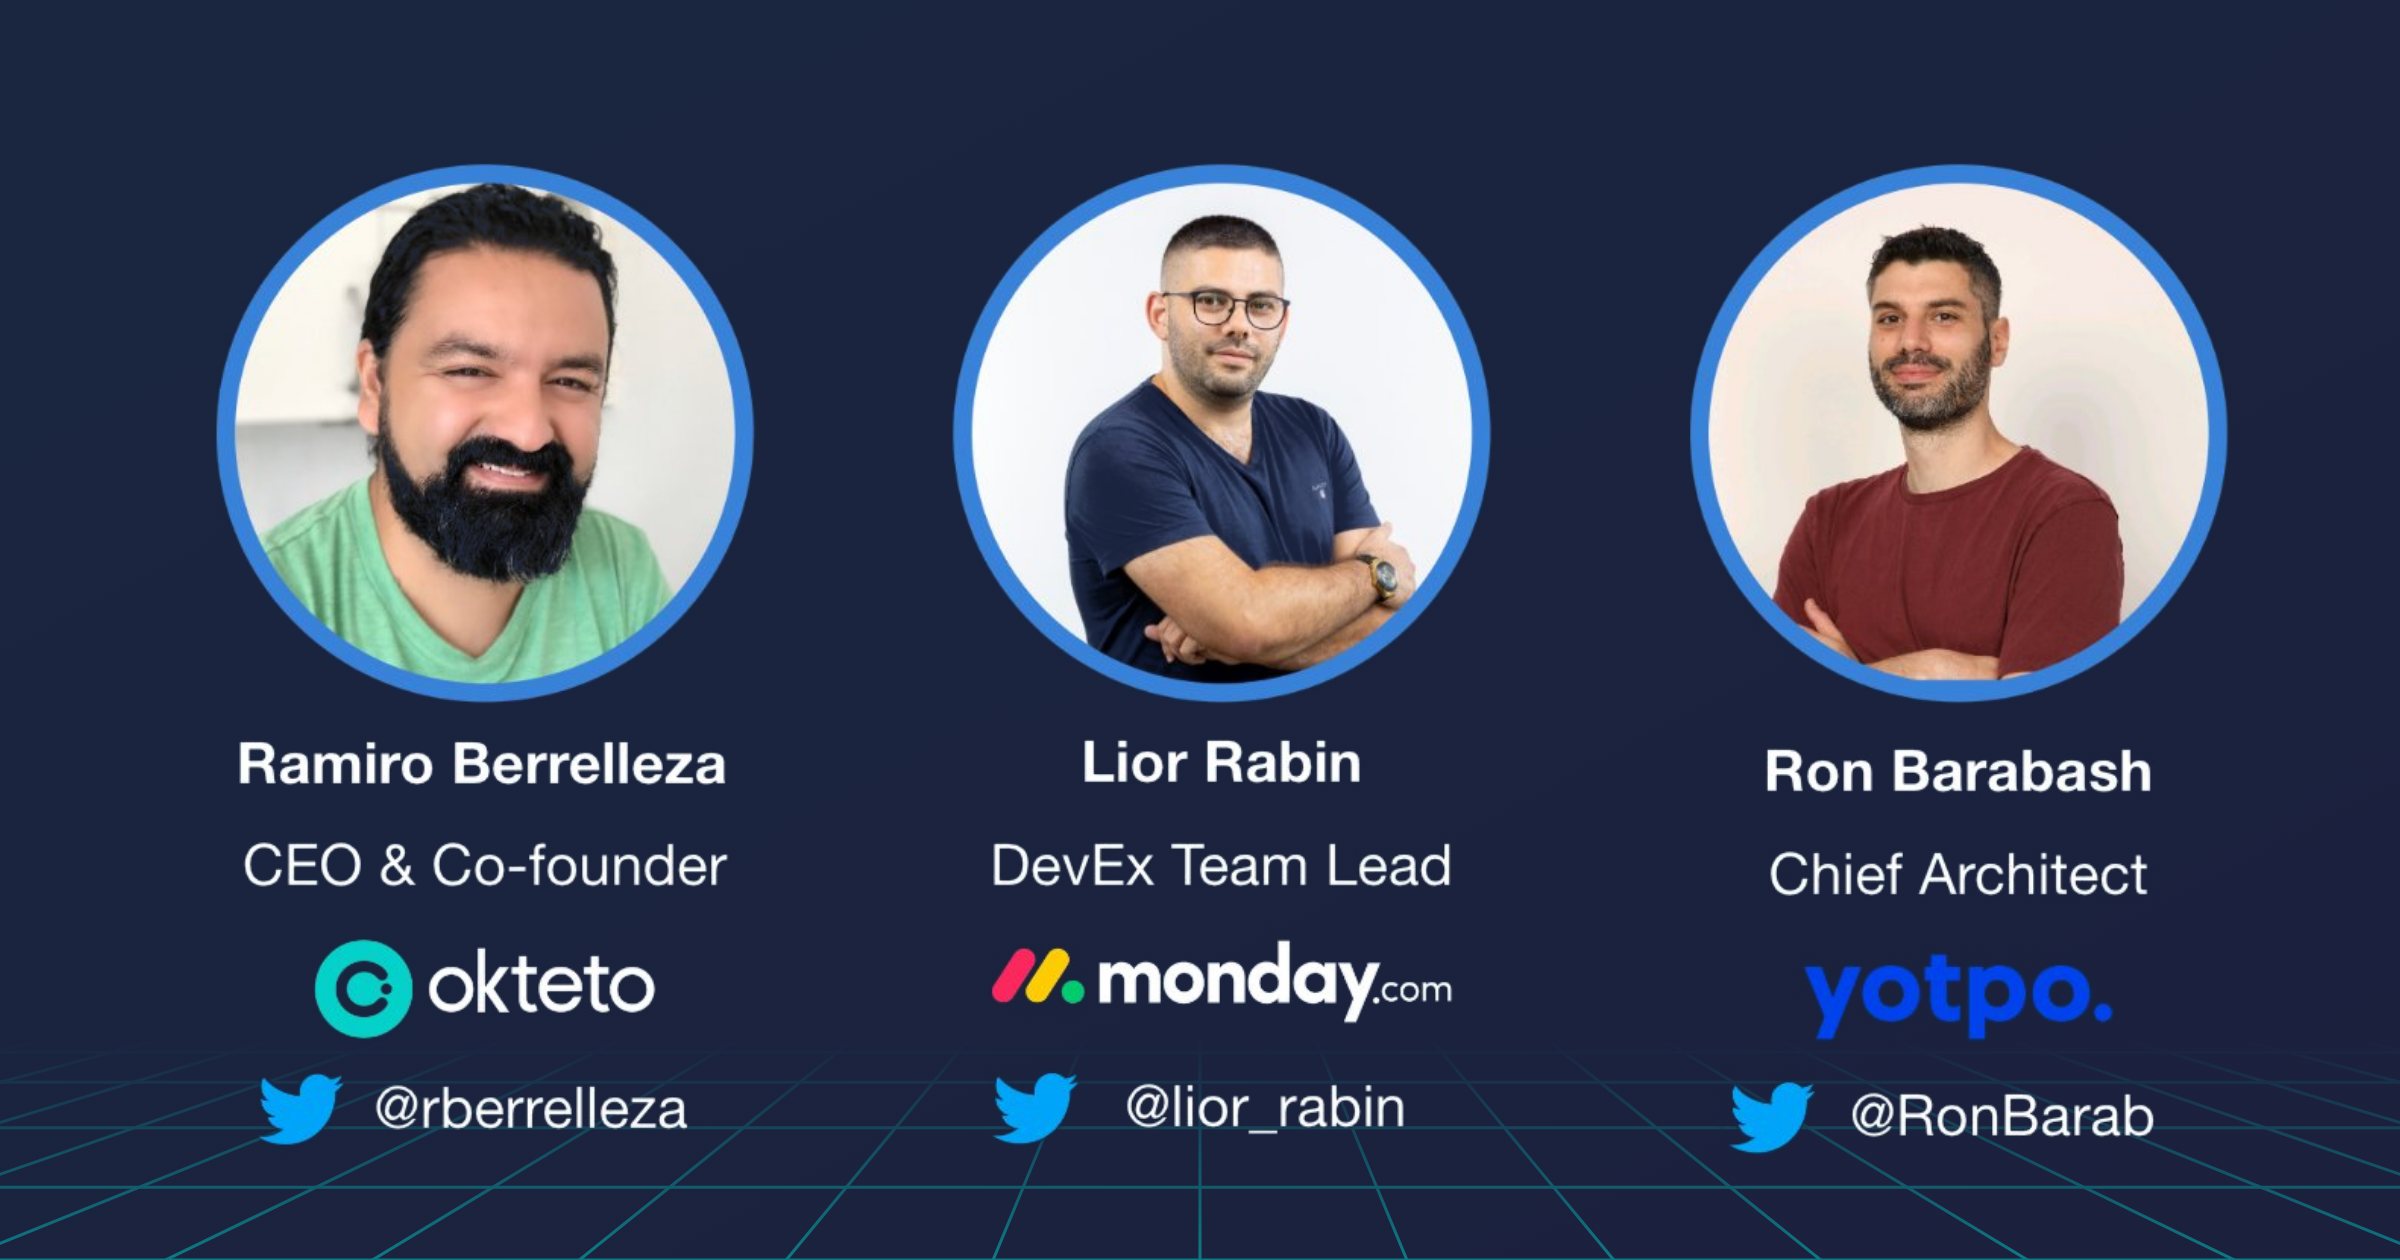 Ramiro Berrelleza
CEO & Co-founder
okteto
@rberrelleza
Lior Rabin
DevEx Team Lead
monday.com
@lior_rabin
Ron Barabash
Chief Architect
yotpo.
@RonBarab